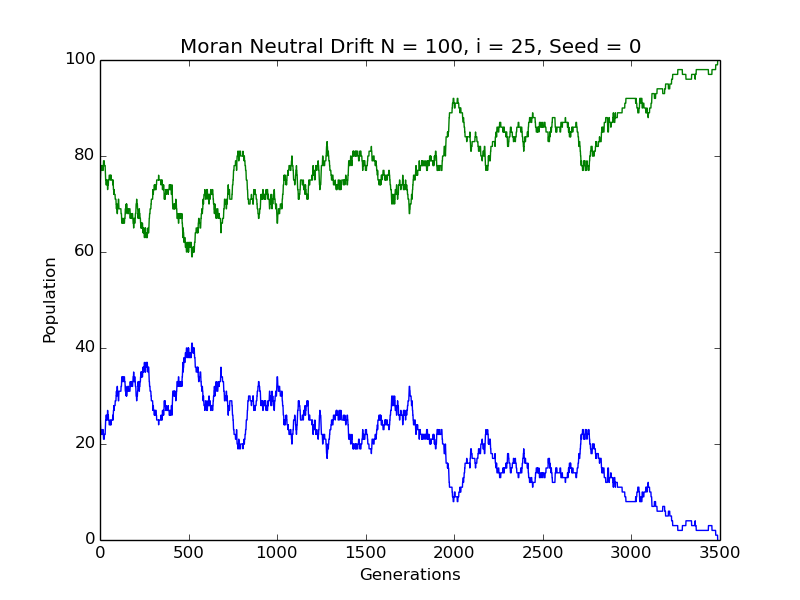 Moran Neutral Drift N = 100, i = 25, Seed = 0
100
80
60
40
20
0
Population
0 500 1000 1500 2000 2500 3000 3500
Generations